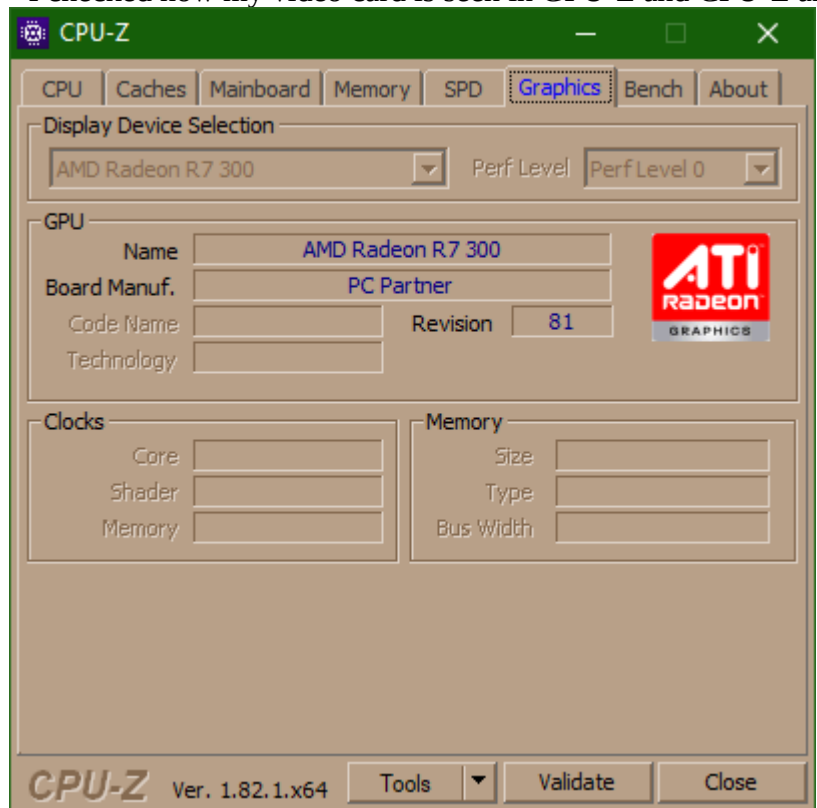 CPU-Z
CPU Caches Mainboard Memory SPD Graphics Bench About
Display Device Selection
AMD Radeon R7 300 Perf Level Perf Level 0
GPU
Name AMD Radeon R7 300
Board Manuf. PC Partner
Code Name Revision 81
Technology
ATI
RADEON
GRAPHICS
Clocks
Core
Shader
Memory
Memory
Size
Type
Bus Width
CPU-Z Ver. 1.82.1.x64 Tools Validate Close